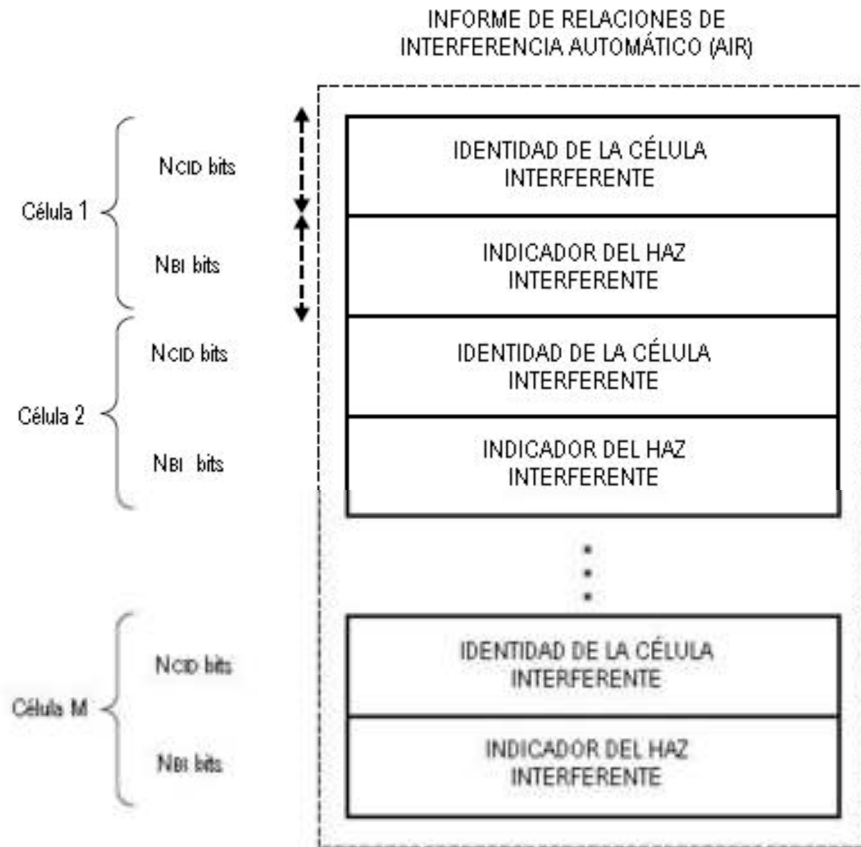 INFORME DE RELACIONES DE
INTERFERENCIA AUTOMÁTICO (AIR)
Célula 1
NCID bits
IDENTIDAD DE LA CÉLULA
INTERFERENTE
NBI bits
INDICADOR DEL HAZ
INTERFERENTE
Célula 2
NCID bits
IDENTIDAD DE LA CÉLULA
INTERFERENTE
NBI bits
INDICADOR DEL HAZ
INTERFERENTE
Célula M
NCID bits
IDENTIDAD DE LA CÉLULA
INTERFERENTE
NBI bits
INDICADOR DEL HAZ
INTERFERENTE